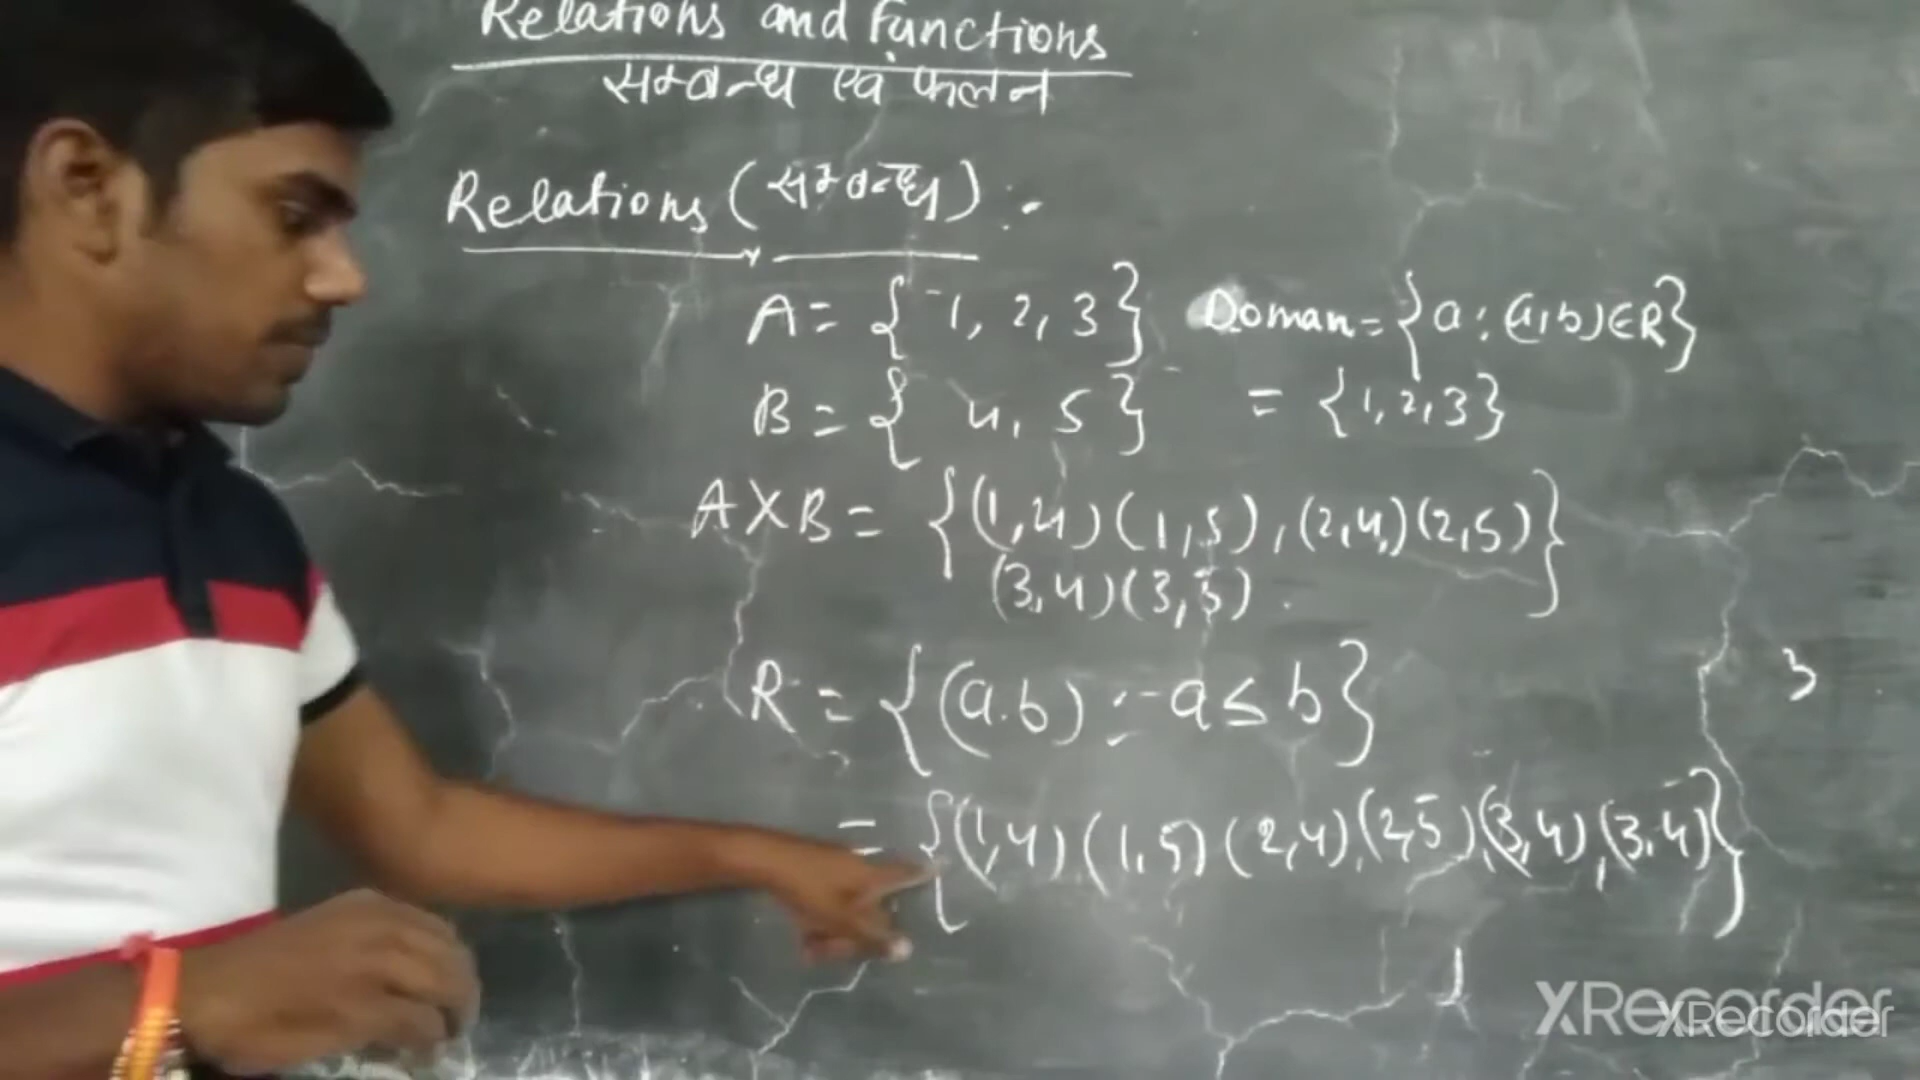 Relations and Functions
सम्बन्ध एवं फलन
Relations (सम्बन्ध) :
A = { 1, 2, 3 }
Doman = { a : (a, b) ∈ R }
B = { 4, 5 }
= { 1, 2, 3 }
A X B = { (1, 4) (1, 5), (2, 4) (2, 5)
(3, 4) (3, 5) . }
R = { (a. b) :- a ≤ b }
3
= { (1, 4) (1, 5) (2, 4), (2, 5), (3, 4), (3, 4) }
XRecorder
XRecorder